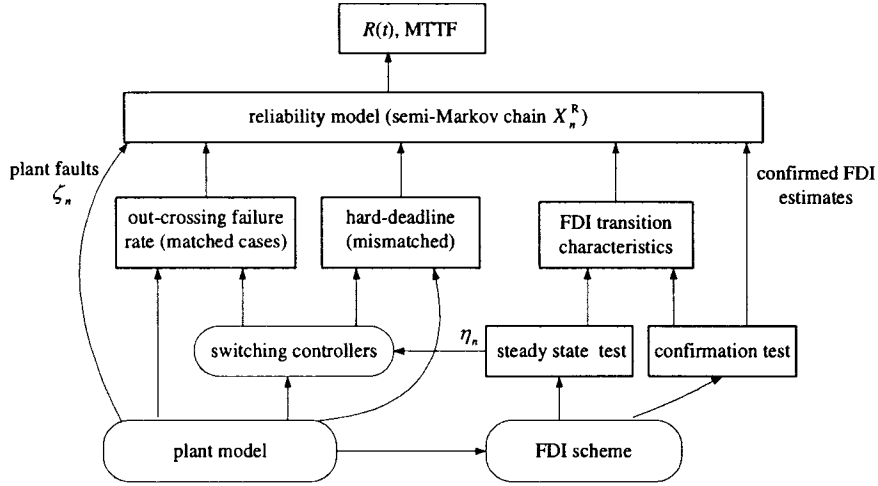 R(t), MTTF
reliability model (semi-Markov chain X_n^R)
plant faults
ζ_n
confirmed FDI
estimates
out-crossing failure
rate (matched cases)
hard-deadline
(mismatched)
FDI transition
characteristics
switching controllers
η_n
steady state test
confirmation test
plant model
FDI scheme